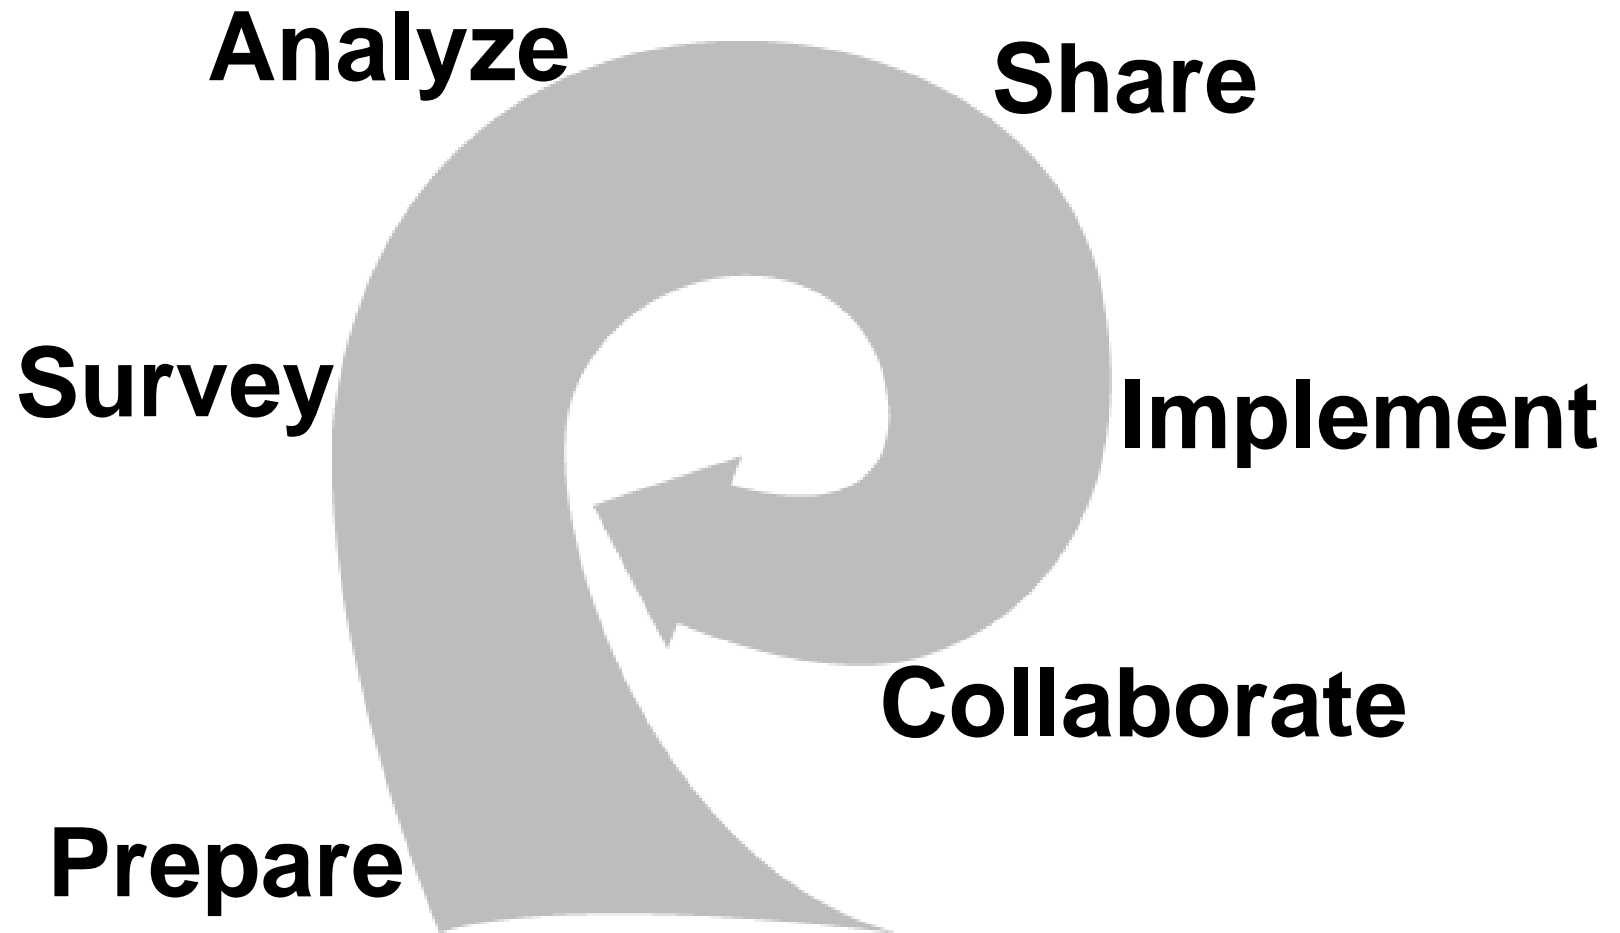 Analyze
Share
Survey
Implement
Collaborate
Prepare